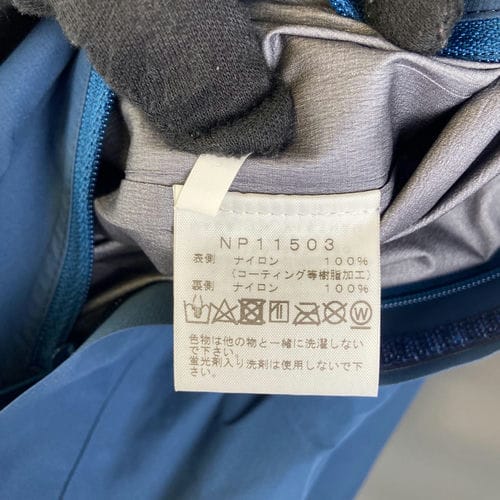 NP11503
表側 ナイロン 100%
(コーティング等樹脂加工)
裏側 ナイロン 100%
色物は他の物と一緒に洗濯しない
で下さい。
蛍光剤入り洗剤は使用しないで下
さい。